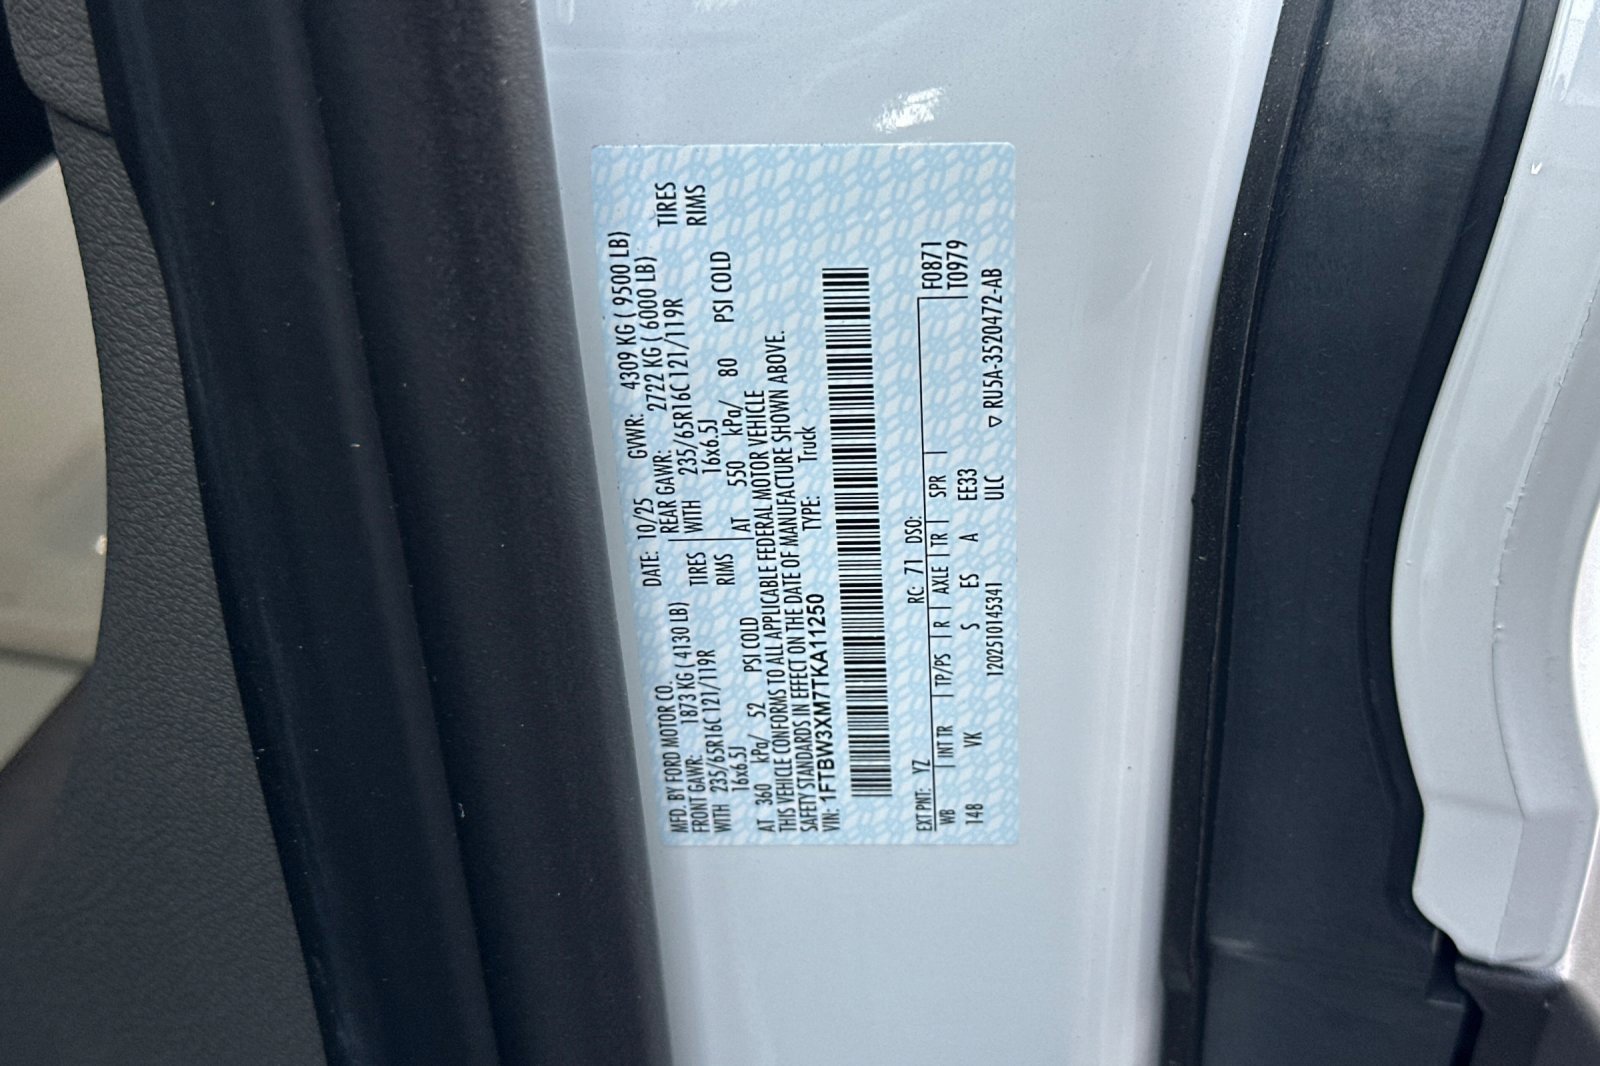 MFD. BY FORD MOTOR CO.
DATE: 10/25 GVWR: 4309 KG ( 9500 LB)
FRONT GAWR: 1873 KG ( 4130 LB) REAR GAWR: 2722 KG ( 6000 LB)
WITH 235/65R16C121/119R TIRES WITH 235/65R16C121/119R TIRES
16x6.5J RIMS 16x6.5J RIMS
AT 360 kPa/ 52 PSI COLD AT 550 kPa/ 80 PSI COLD
THIS VEHICLE CONFORMS TO ALL APPLICABLE FEDERAL MOTOR VEHICLE
SAFETY STANDARDS IN EFFECT ON THE DATE OF MANUFACTURE SHOWN ABOVE.
VIN: 1FTBW3XM7TKA11250 TYPE: Truck
EXT PNT: YZ RC: 71 DSO: F0871
WB INT TR TP/PS R AXLE TR SPR T0979
148 VK S ES A EE33
120251014534​1 ULC ▽ RU5A-3520472-AB